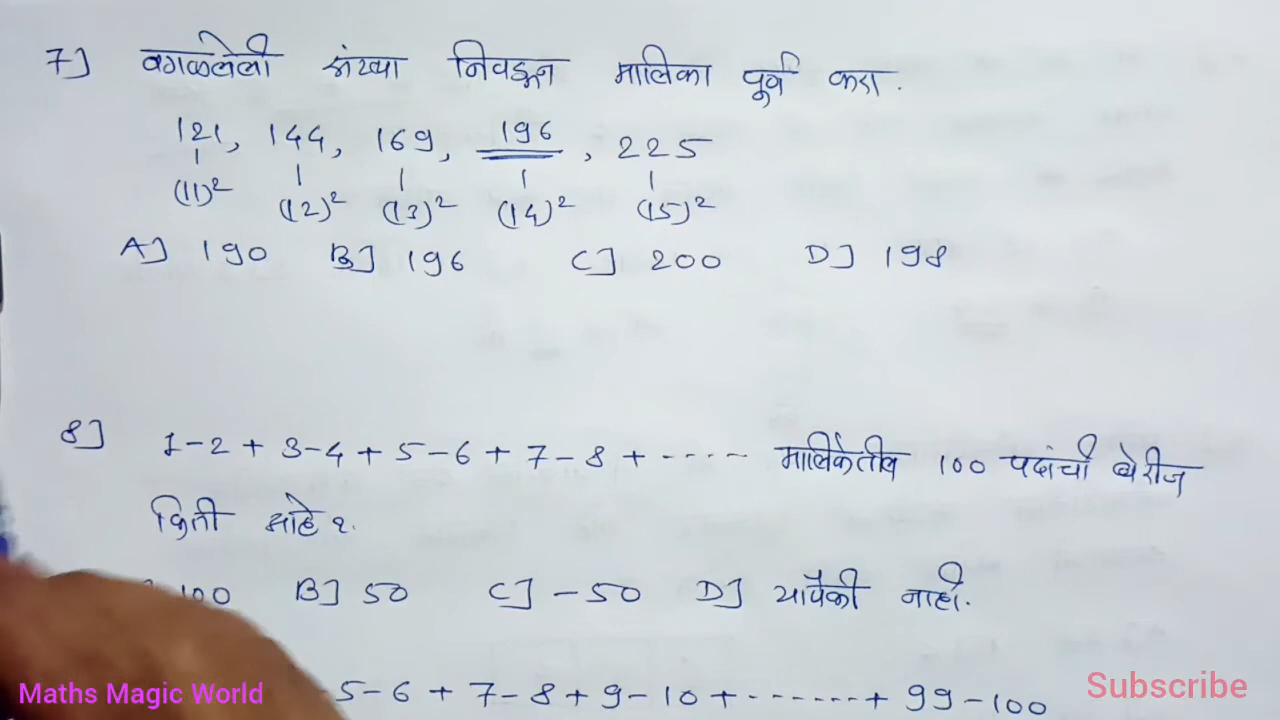 7] वगळलेली संख्या निवडून मालिका पूर्ण करा.
121, 144, 169, 196, 225
(11)² (12)² (13)² (14)² (15)²
A] 190 B] 196 C] 200 D] 198
8] 1-2+3-4+5-6+7-8+---- मालिकेतील 100 पदांची बेरीज
किती आहे?
100 B] 50 C] -50 D] यापैकी नाही.
5-6+7-8+9-10+------+99-100
Maths Magic World
Subscribe